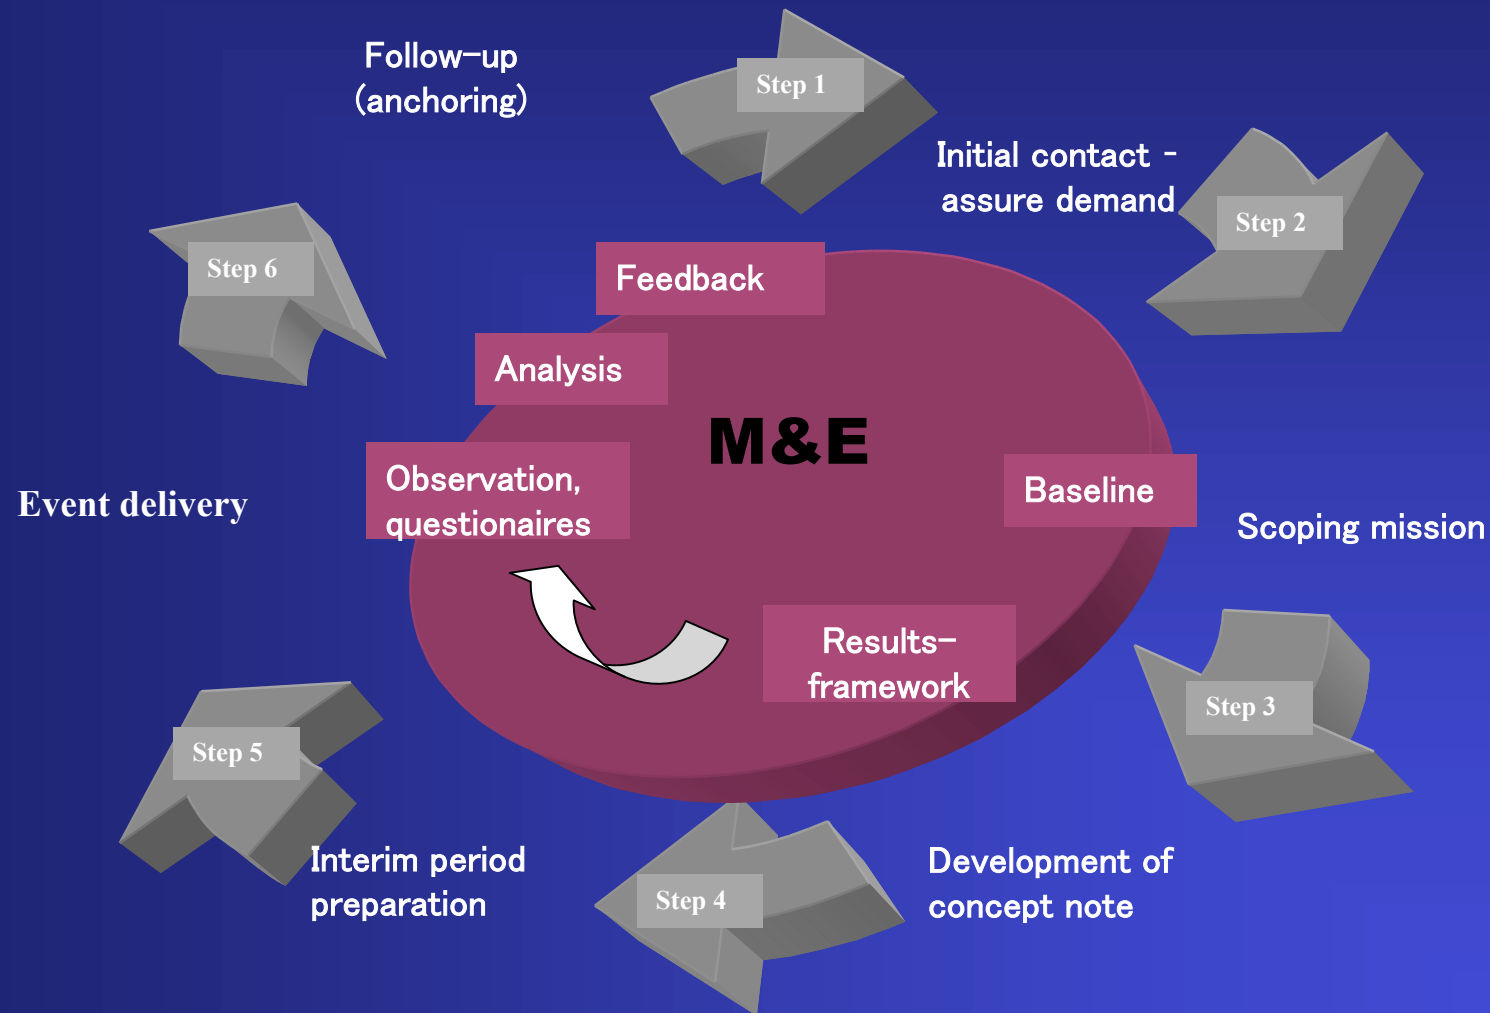 Follow-up
(anchoring)
Step 1
Initial contact -
assure demand
Step 2
Step 6
Feedback
Analysis
M&E
Observation,
questionaires
Baseline
Event delivery
Scoping mission
Results-
framework
Step 3
Step 5
Interim period
preparation
Step 4
Development of
concept note